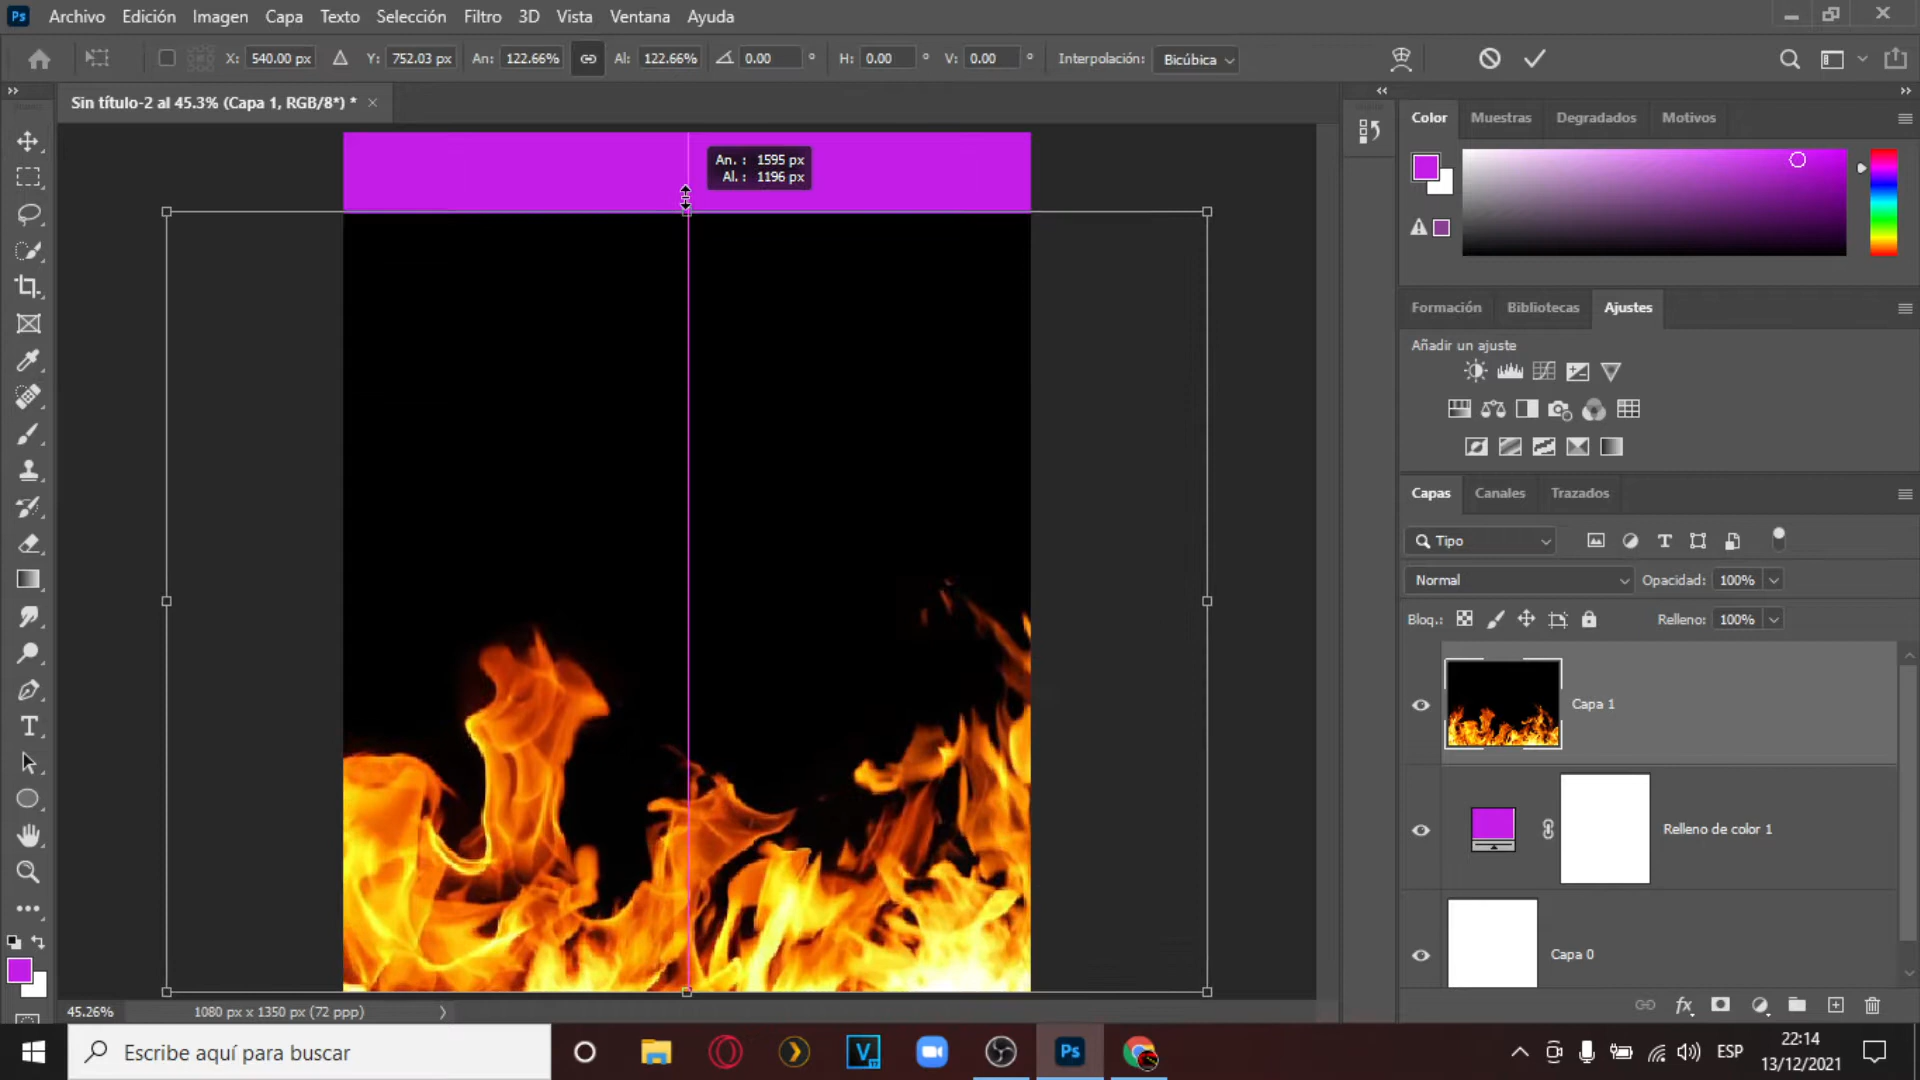 Ps Archivo Edición Imagen Capa Texto Selección Filtro 3D Vista Ventana Ayuda
X: 540.00 px Y: 752.03 px An: 122.66% Al: 122.66% 0.00 ° H: 0.00 ° V: 0.00 ° Interpolación: Bicúbica
Sin título-2 al 45.3% (Capa 1, RGB/8*) *
An. : 1595 px
Al. : 1196 px
Color Muestras Degradados Motivos
Formación Bibliotecas Ajustes
Añadir un ajuste
Capas Canales Trazados
Tipo
Normal Opacidad: 100%
Bloq.: Relleno: 100%
Capa 1
Relleno de color 1
Capa 0
45.26% 1080 px x 1350 px (72 ppp)
Escribe aquí para buscar
V
Ps
ESP
22:14
13/12/2021